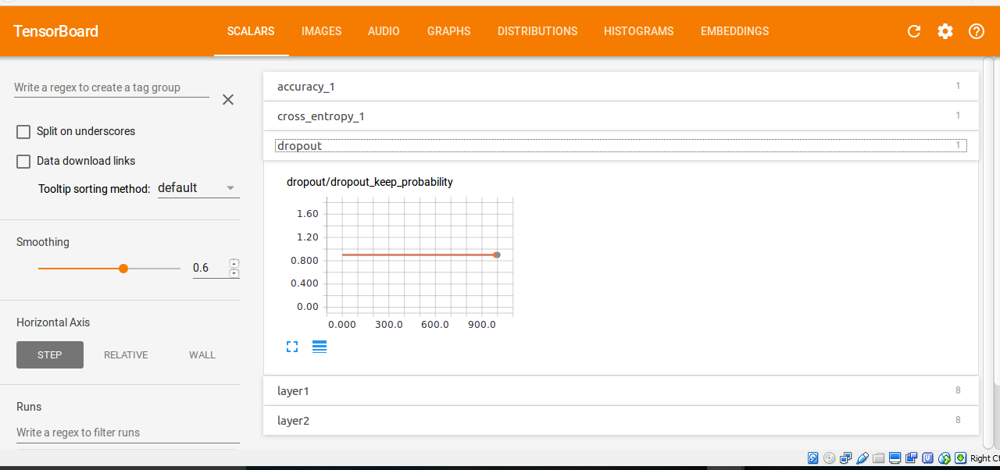 TensorBoard
SCALARS IMAGES AUDIO GRAPHS DISTRIBUTIONS HISTOGRAMS EMBEDDINGS
Write a regex to create a tag group
Split on underscores
Data download links
Tooltip sorting method: default
Smoothing
0.6
Horizontal Axis
STEP RELATIVE WALL
Runs
Write a regex to filter runs
accuracy_1 1
cross_entropy_1 1
dropout 1
dropout/dropout_keep_probability
1.60
1.20
0.800
0.400
0.00
0.000 300.0 600.0 900.0
layer1 8
layer2 8
Right Ct